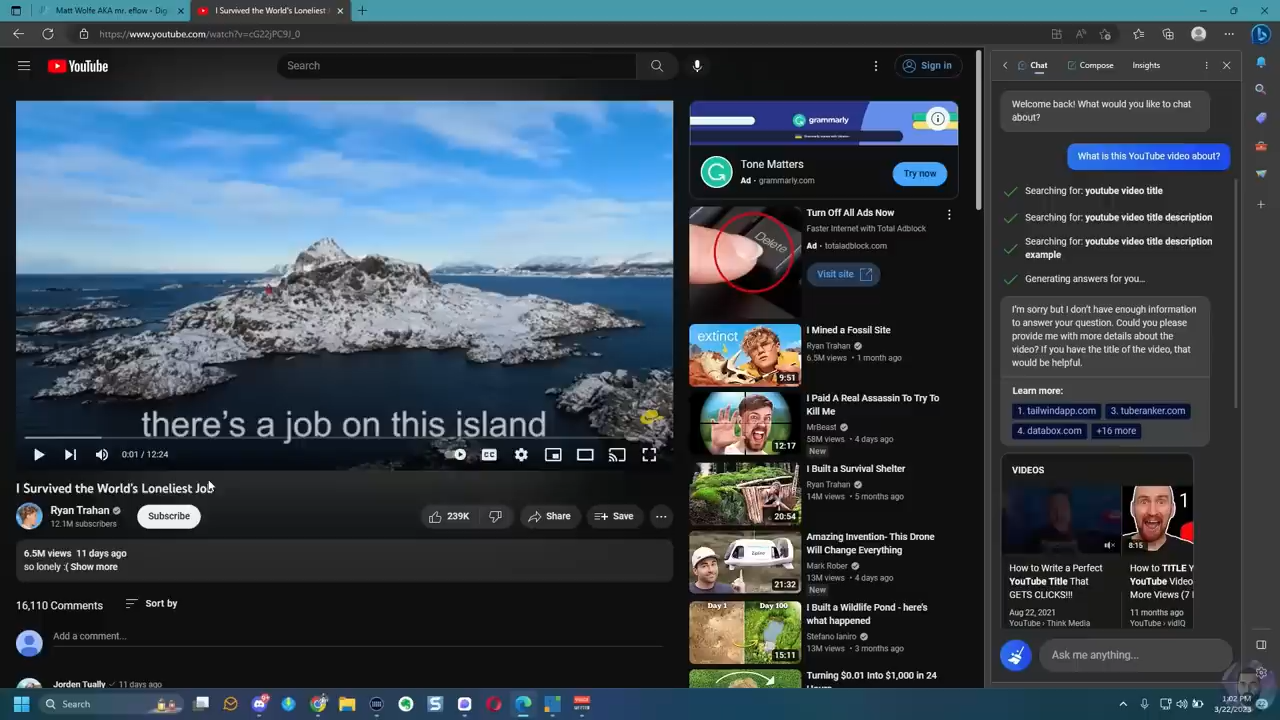 Matt Wolfe AKA mr. eflow - Dig
I Survived the World's Loneliest
https://www.youtube.com/watch?v=cG22jPC9J_0
YouTube
Search
Sign in
there's a job on this island
0:01 / 12:24
I Survived the World's Loneliest Job
Ryan Trahan
12.1M subscribers
Subscribe
239K
Share
Save
6.5M views 11 days ago
so lonely :( Show more
16,110 Comments
Sort by
Add a comment...
Jorden Tually
11 days ago
grammarly
Tone Matters
Ad · grammarly.com
Try now
Delete
Turn Off All Ads Now
Faster Internet with Total Adblock
Ad · totaladblock.com
Visit site
extinct
9:51
I Mined a Fossil Site
Ryan Trahan
6.5M views · 1 month ago
12:17
I Paid A Real Assassin To Try To
Kill Me
MrBeast
58M views · 4 days ago
New
20:54
I Built a Survival Shelter
Ryan Trahan
14M views · 5 months ago
21:32
Amazing Invention- This Drone
Will Change Everything
Mark Rober
13M views · 4 days ago
New
Day 1
Day 100
15:11
I Built a Wildlife Pond - here's
what happened
Stefano Ianiro
13M views · 3 months ago
Turning $0.01 Into $1,000 in 24
Chat
Compose
Insights
Welcome back! What would you like to chat
about?
What is this YouTube video about?
Searching for: youtube video title
Searching for: youtube video title description
Searching for: youtube video title description
example
Generating answers for you...
I'm sorry but I don't have enough information
to answer your question. Could you please
provide me with more details about the
video? If you have the title of the video, that
would be helpful.
Learn more:
1. tailwindapp.com
3. tuberanker.com
4. databox.com
+16 more
VIDEOS
1
8:15
How to Write a Perfect
YouTube Title That
GETS CLICKS!!!
Aug 22, 2021
YouTube › Think Media
How to TITLE Y
YouTube Video
More Views (7 I
11 months ago
YouTube › vidIQ
Ask me anything...
Search
1:02 PM
3/22/2023